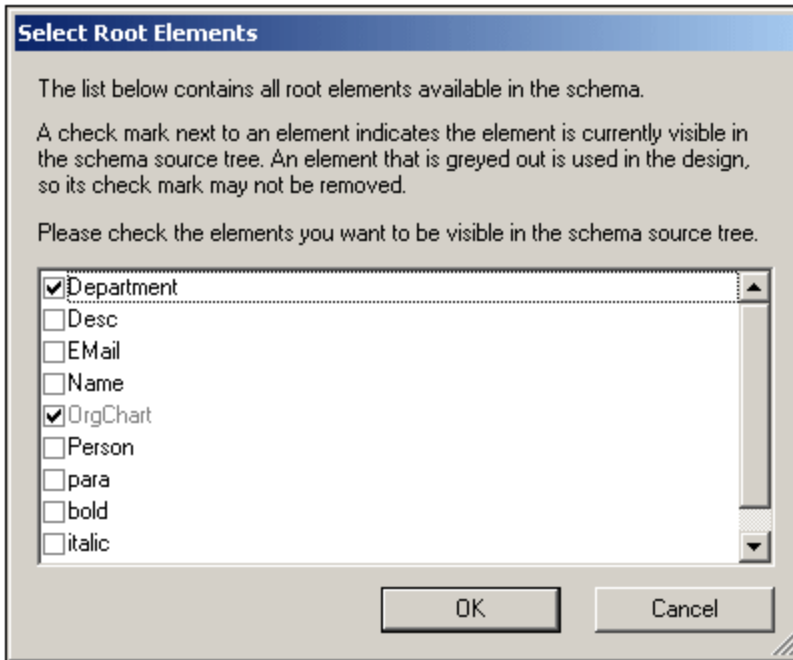 Select Root Elements
The list below contains all root elements available in the schema.
A check mark next to an element indicates the element is currently visible in
the schema source tree. An element that is greyed out is used in the design,
so its check mark may not be removed.
Please check the elements you want to be visible in the schema source tree.
Department
Desc
EMail
Name
OrgChart
Person
para
bold
italic
OK
Cancel